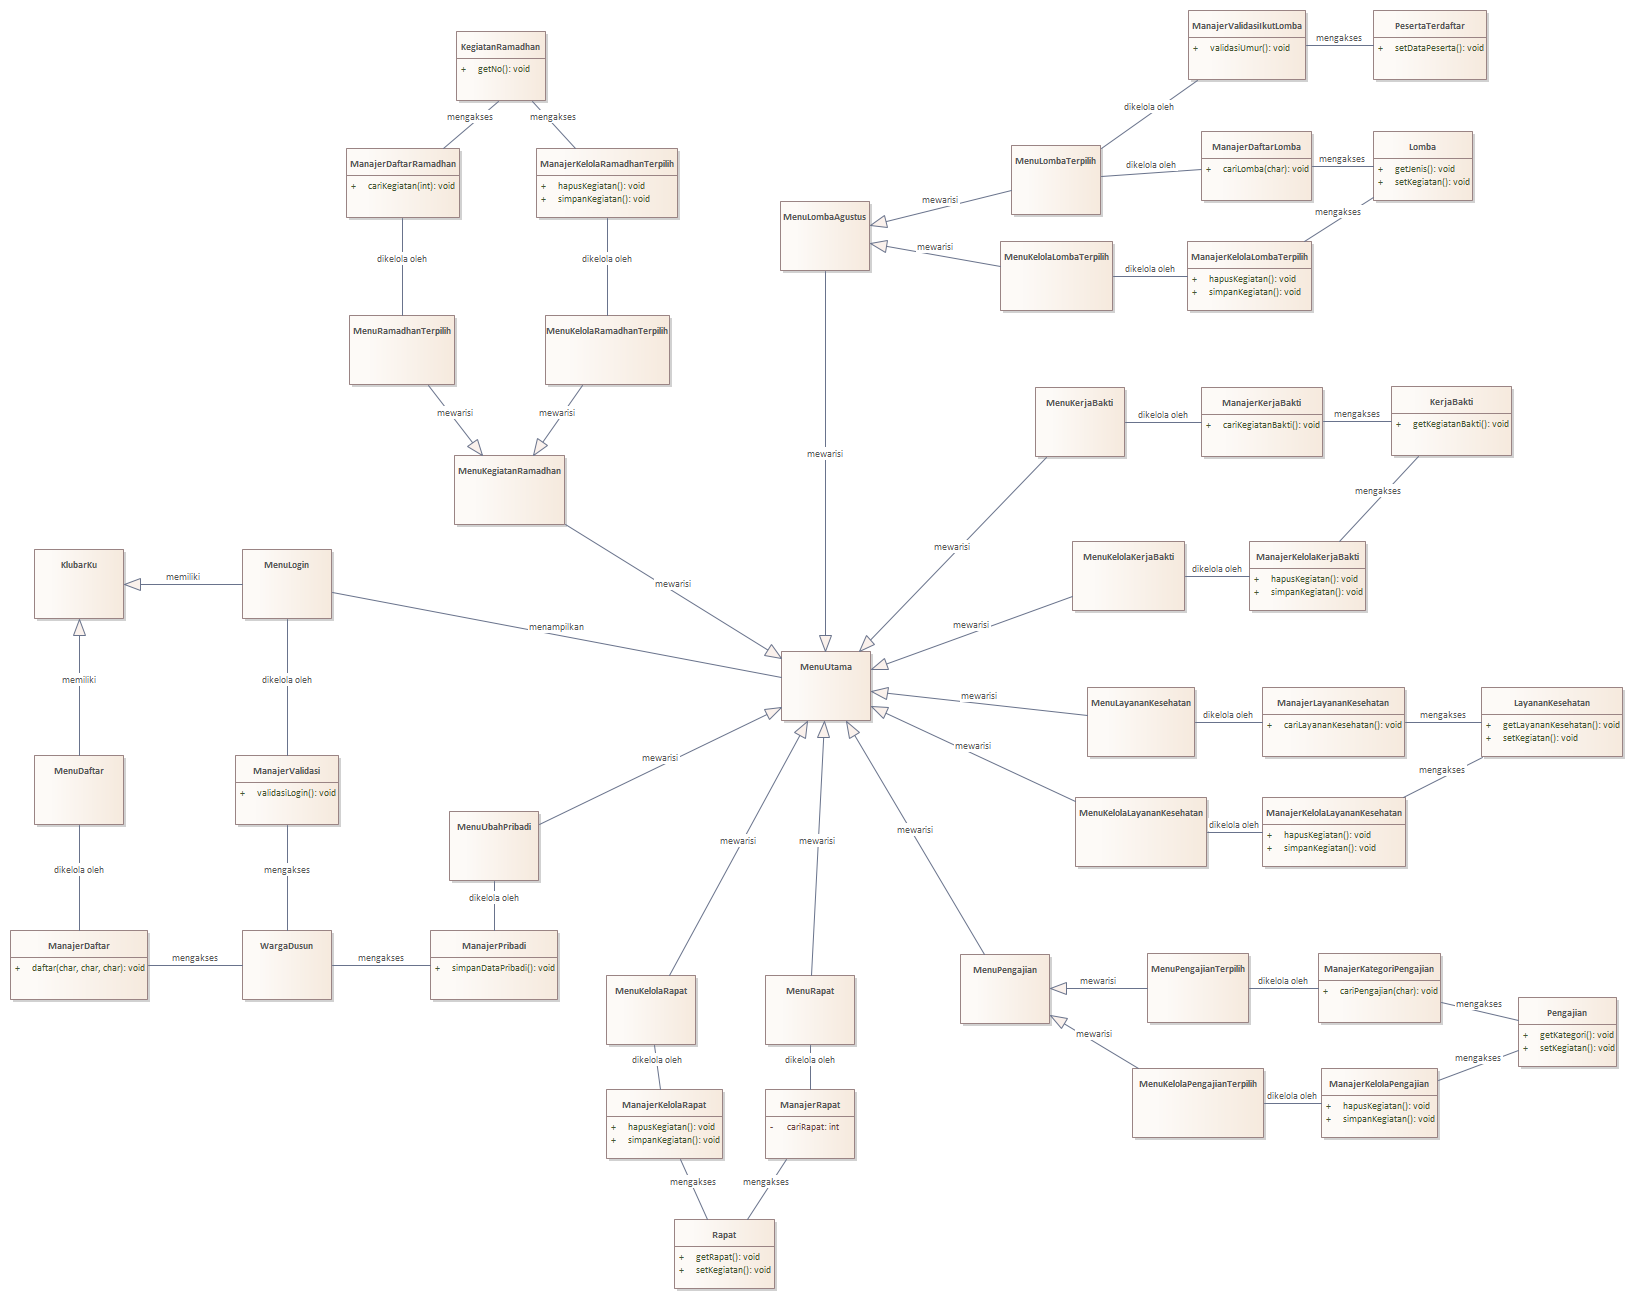 KegiatanRamadhan
+ getNo(): void
mengakses
mengakses
ManajerDaftarRamadhan
+ cariKegiatan(int): void
ManajerKelolaRamadhanTerpilih
+ hapusKegiatan(): void
+ simpanKegiatan(): void
dikelola oleh
dikelola oleh
MenuRamadhanTerpilih
MenuKelolaRamadhanTerpilih
mewarisi
mewarisi
MenuKegiatanRamadhan
mewarisi
ManajerValidasiIkutLomba
+ validasiUmur(): void
mengakses
PesertaTerdaftar
+ setDataPeserta(): void
dikelola oleh
MenuLombaTerpilih
dikelola oleh
ManajerDaftarLomba
+ cariLomba(char): void
mengakses
Lomba
+ getJenis(): void
+ setKegiatan(): void
mengakses
mewarisi
MenuLombaAgustus
mewarisi
MenuKelolaLombaTerpilih
dikelola oleh
ManajerKelolaLombaTerpilih
+ hapusKegiatan(): void
+ simpanKegiatan(): void
mewarisi
MenuKerjaBakti
dikelola oleh
ManajerKerjaBakti
+ cariKegiatanBakti(): void
mengakses
KerjaBakti
+ getKegiatanBakti(): void
mengakses
mewarisi
MenuKelolaKerjaBakti
dikelola oleh
ManajerKelolaKerjaBakti
+ hapusKegiatan(): void
+ simpanKegiatan(): void
mewarisi
KlubarKu
memiliki
MenuLogin
menampilkan
MenuUtama
memiliki
dikelola oleh
mewarisi
MenuLayananKesehatan
dikelola oleh
ManajerLayananKesehatan
+ cariLayananKesehatan(): void
mengakses
LayananKesehatan
+ getLayananKesehatan(): void
+ setKegiatan(): void
mengakses
mewarisi
MenuKelolaLayananKesehatan
dikelola oleh
ManajerKelolaLayananKesehatan
+ hapusKegiatan(): void
+ simpanKegiatan(): void
MenuDaftar
ManajerValidasi
+ validasiLogin(): void
mewarisi
MenuUbahPribadi
mewarisi
mewarisi
mewarisi
dikelola oleh
mengakses
dikelola oleh
ManajerDaftar
+ daftar(char, char, char): void
mengakses
WargaDusun
mengakses
ManajerPribadi
+ simpanDataPribadi(): void
MenuKelolaRapat
MenuRapat
dikelola oleh
dikelola oleh
ManajerKelolaRapat
+ hapusKegiatan(): void
+ simpanKegiatan(): void
ManajerRapat
- cariRapat: int
mengakses
mengakses
Rapat
+ getRapat(): void
+ setKegiatan(): void
MenuPengajian
mewarisi
MenuPengajianTerpilih
dikelola oleh
ManajerKategoriPengajian
+ cariPengajian(char): void
mengakses
Pengajian
+ getKategori(): void
+ setKegiatan(): void
mengakses
mewarisi
MenuKelolaPengajianTerpilih
dikelola oleh
ManajerKelolaPengajian
+ hapusKegiatan(): void
+ simpanKegiatan(): void